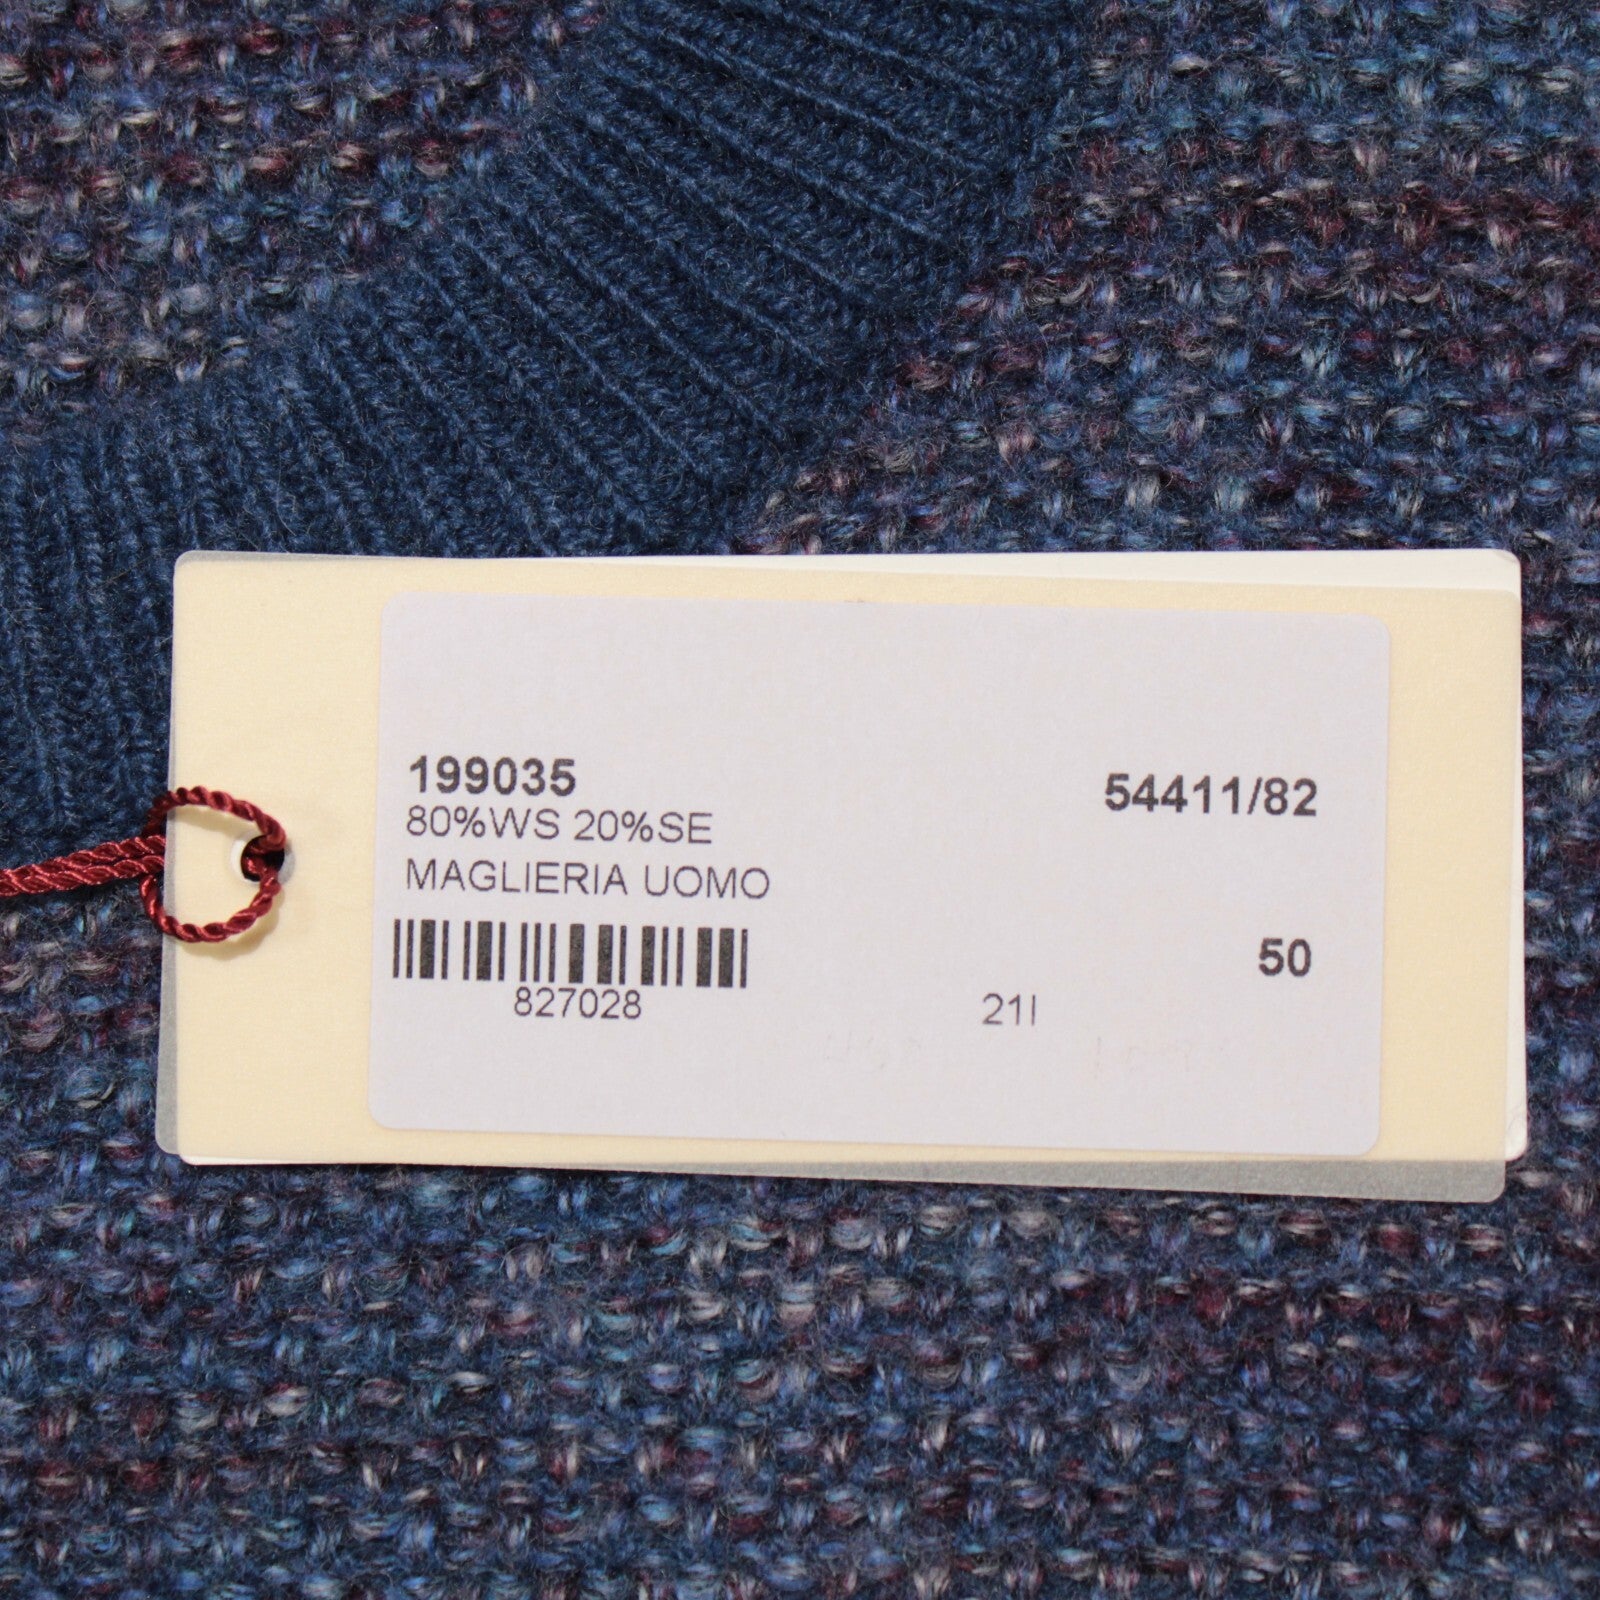 199035
54411/82
80%WS 20%SE
MAGLIERIA UOMO
50
827028
21I